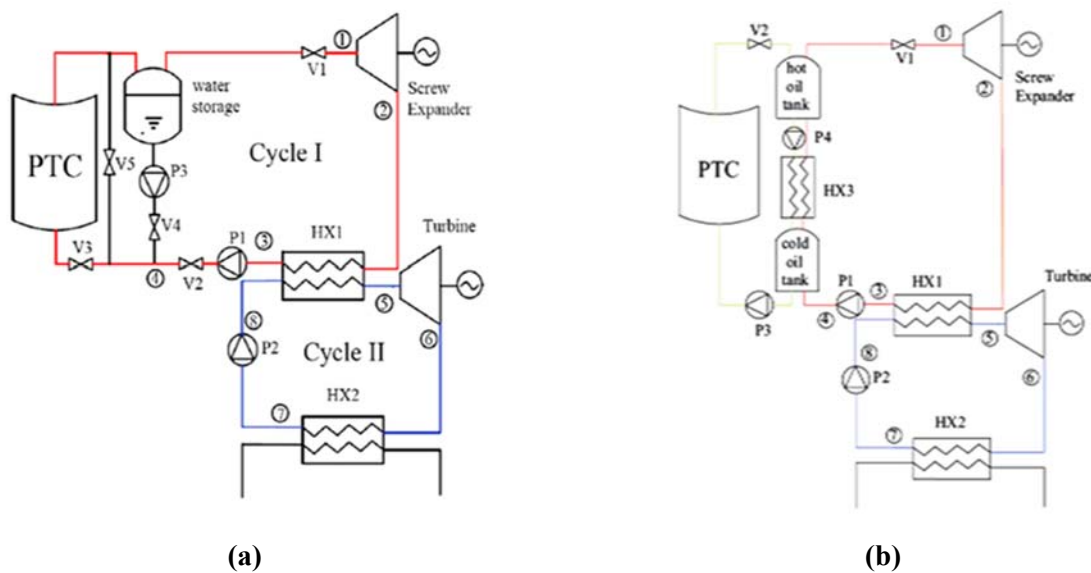 ①
V1
Screw
Expander
②
water
storage
Cycle I
PTC
V5
P3
V4
V3
④
V2
P1
③
HX1
Turbine
⑤
⑥
⑧
P2
Cycle II
⑦
HX2
(a)
V2
hot
oil
tank
P4
PTC
HX3
cold
oil
tank
P3
①
V1
Screw
Expander
②
P1
③
④
HX1
Turbine
⑤
⑥
⑧
P2
⑦
HX2
(b)